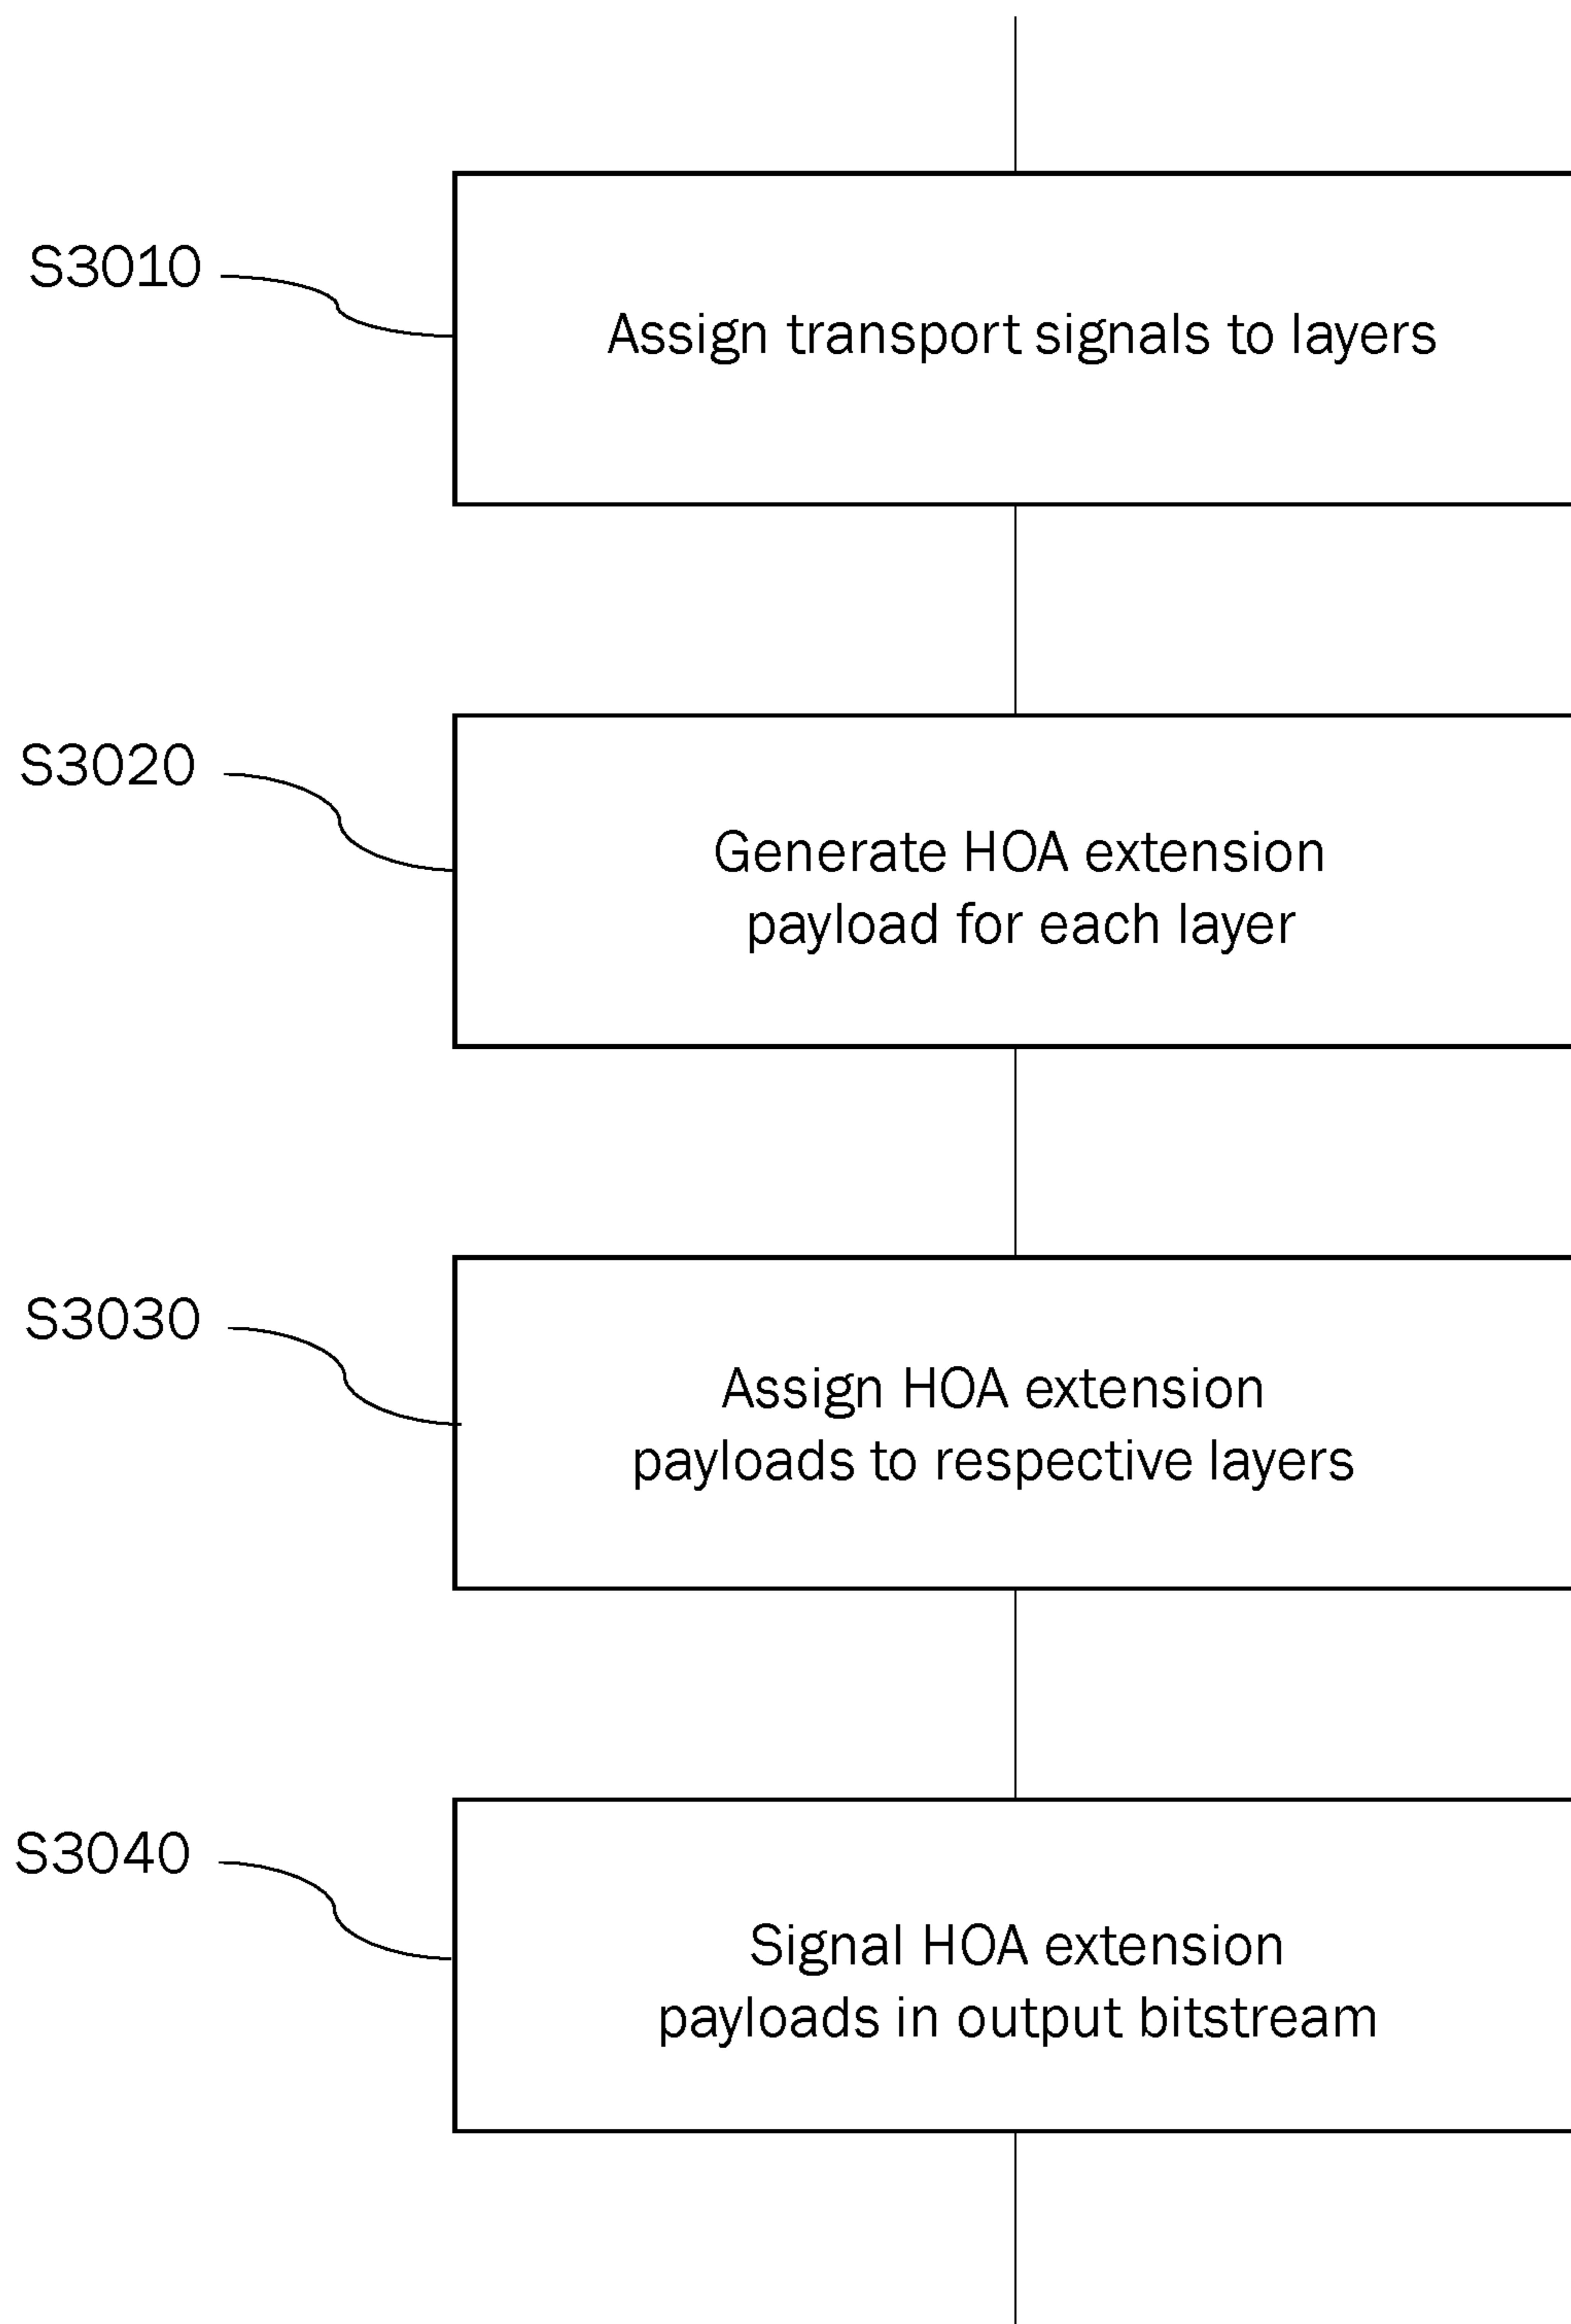 S3010
Assign transport signals to layers
S3020
Generate HOA extension
payload for each layer
S3030
Assign HOA extension
payloads to respective layers
S3040
Signal HOA extension
payloads in output bitstream